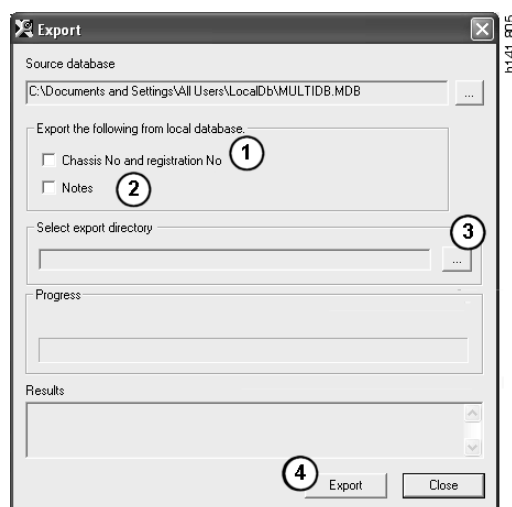 Export
Source database
C:\Documents and Settings\All Users\LocalDb\MULTIDB.MDB
...
Export the following from local database.
Chassis No and registration No
1
Notes
2
Select export directory
3
...
Progress
Results
4
Export
Close
h141 805